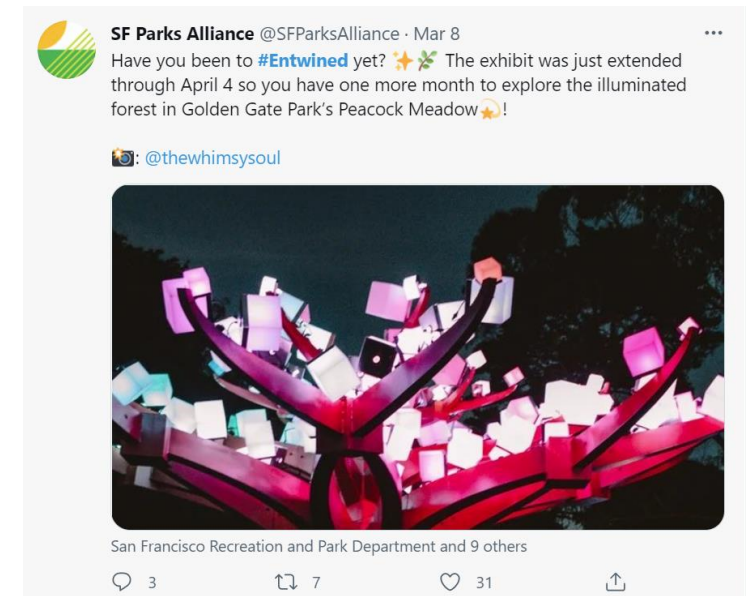 SF Parks Alliance @SFParksAlliance · Mar 8
Have you been to #Entwined yet? ✨🌿 The exhibit was just extended
through April 4 so you have one more month to explore the illuminated
forest in Golden Gate Park's Peacock Meadow💫!
📸: @thewhimsysoul
San Francisco Recreation and Park Department and 9 others
3 7 31